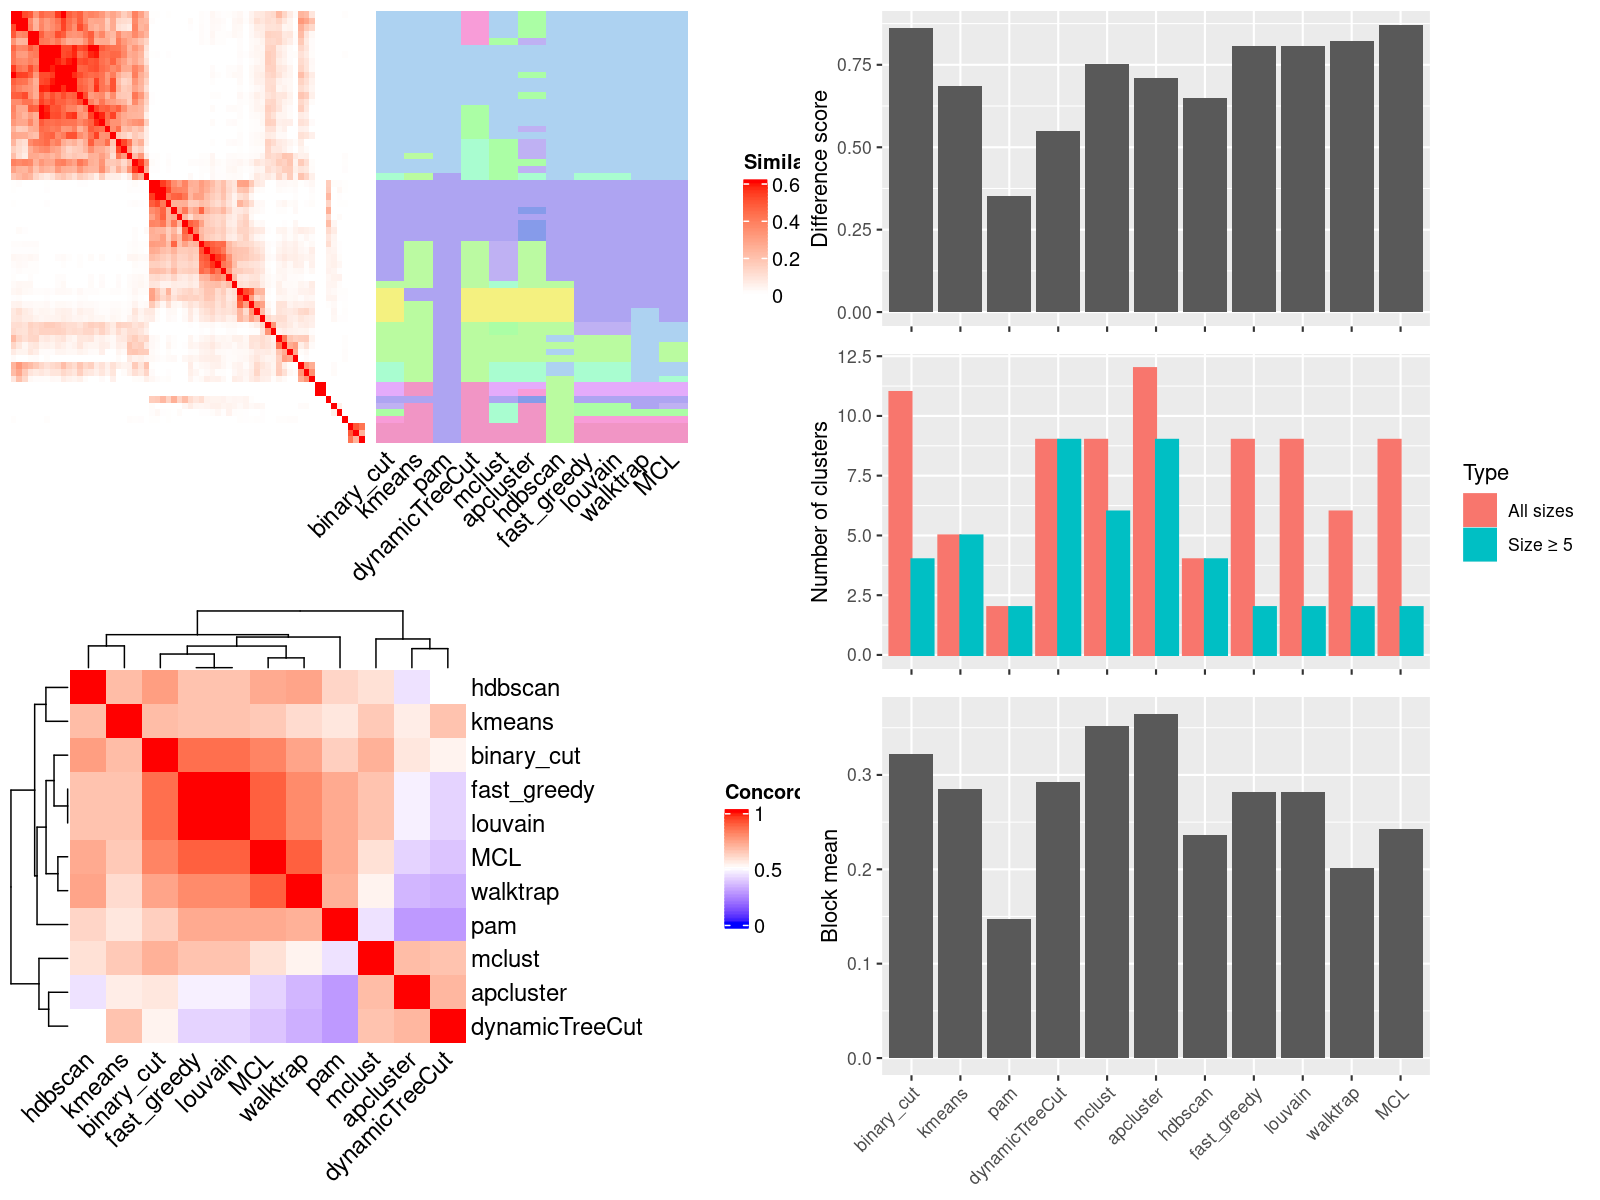 Simila
0.6
0.4
0.2
0
binary_cut
kmeans
pam
dynamicTreeCut
mclust
apcluster
hdbscan
fast_greedy
louvain
walktrap
MCL
Difference score
0.75
0.50
0.25
0.00
Number of clusters
12.5
10.0
7.5
5.0
2.5
0.0
Type
All sizes
Size ≥ 5
hdbscan
kmeans
binary_cut
fast_greedy
louvain
MCL
walktrap
pam
mclust
apcluster
dynamicTreeCut
hdbscan
kmeans
binary_cut
fast_greedy
louvain
MCL
walktrap
pam
mclust
apcluster
dynamicTreeCut
Concord
1
0.5
0
Block mean
0.3
0.2
0.1
0.0
binary_cut
kmeans
pam
dynamicTreeCut
mclust
apcluster
hdbscan
fast_greedy
louvain
walktrap
MCL